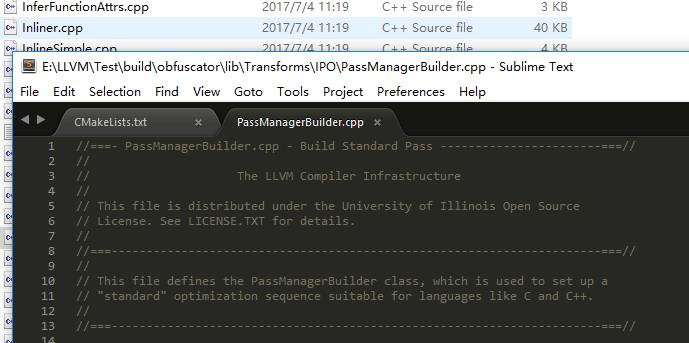 InferFunctionAttrs.cpp 2017/7/4 11:19 C++ Source file 3 KB
Inliner.cpp 2017/7/4 11:19 C++ Source file 40 KB
InlineSimple.cpp 2017/7/4 11:19 C++ Source file 4 KB
E:\LLVM\Test\build\obfuscator\lib\Transforms\IPO\PassManagerBuilder.cpp - Sublime Text
File Edit Selection Find View Goto Tools Project Preferences Help
CMakeLists.txt × PassManagerBuilder.cpp ×
1 //===- PassManagerBuilder.cpp - Build Standard Pass -----------------------===//
2 //
3 // The LLVM Compiler Infrastructure
4 //
5 // This file is distributed under the University of Illinois Open Source
6 // License. See LICENSE.TXT for details.
7 //
8 //===----------------------------------------------------------------------===//
9 //
10 // This file defines the PassManagerBuilder class, which is used to set up a
11 // "standard" optimization sequence suitable for languages like C and C++.
12 //
13 //===----------------------------------------------------------------------===//